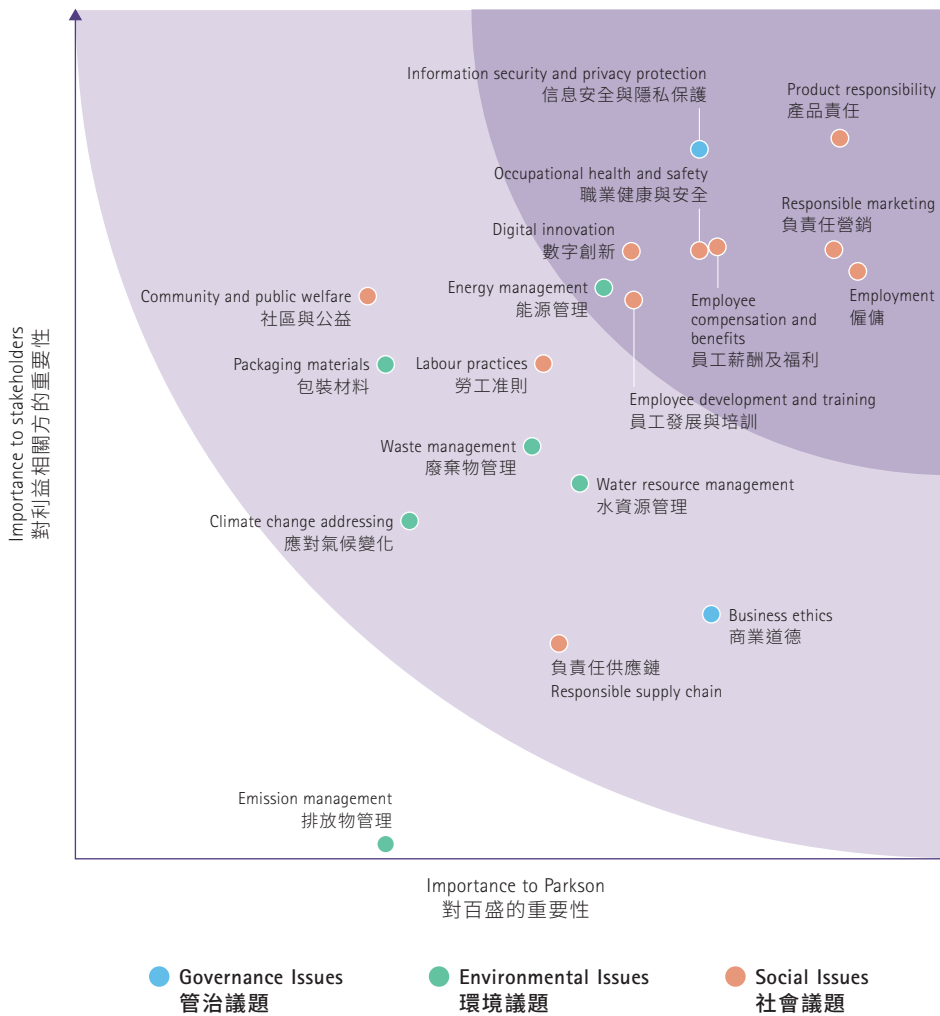 Importance to stakeholders
對利益相關方的重要性
Information security and privacy protection
信息安全與隱私保護
Product responsibility
產品責任
Occupational health and safety
職業健康與安全
Responsible marketing
負責任營銷
Digital innovation
數字創新
Energy management
能源管理
Community and public welfare
社區與公益
Employee
compensation and
benefits
員工薪酬及福利
Employment
僱傭
Packaging materials
包裝材料
Labour practices
勞工准則
Employee development and training
員工發展與培訓
Waste management
廢棄物管理
Water resource management
水資源管理
Climate change addressing
應對氣候變化
Business ethics
商業道德
負責任供應鏈
Responsible supply chain
Emission management
排放物管理
Importance to Parkson
對百盛的重要性
Governance Issues
管治議題
Environmental Issues
環境議題
Social Issues
社會議題